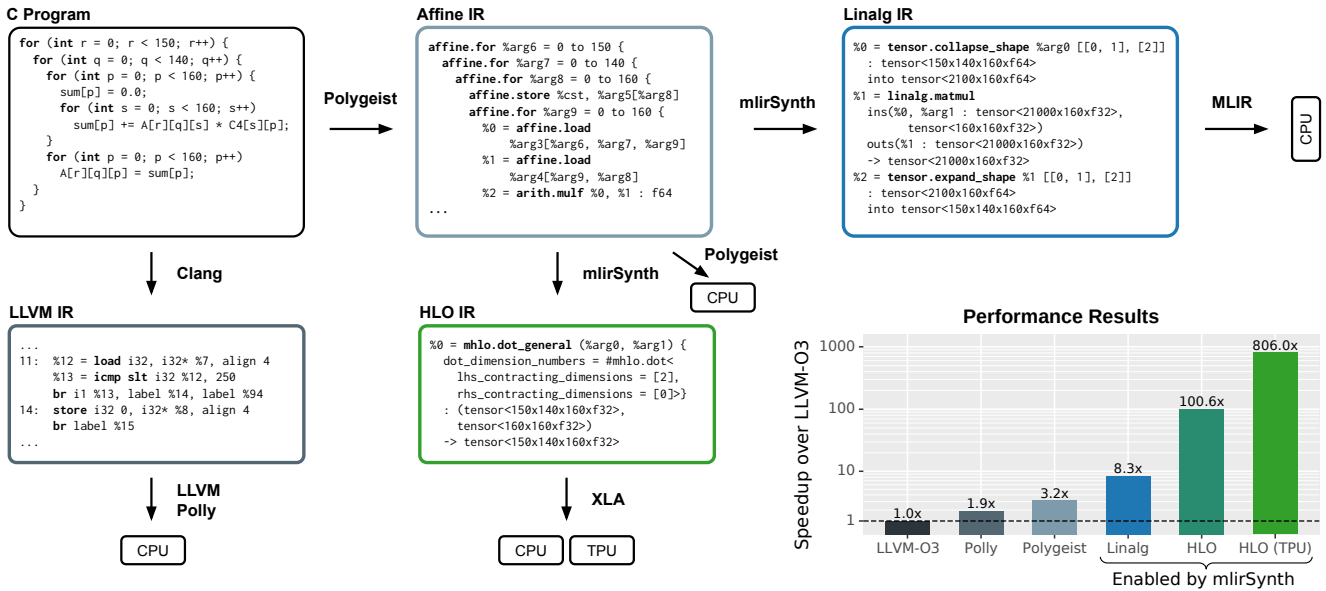 C Program
for (int r = 0; r < 150; r++) {
for (int q = 0; q < 140; q++) {
for (int p = 0; p < 160; p++) {
sum[p] = 0.0;
for (int s = 0; s < 160; s++)
sum[p] += A[r][q][s] * C4[s][p];
}
for (int p = 0; p < 160; p++)
A[r][q][p] = sum[p];
}
}
Polygeist
Affine IR
affine.for %arg6 = 0 to 150 {
affine.for %arg7 = 0 to 140 {
affine.for %arg8 = 0 to 160 {
affine.store %cst, %arg5[%arg8]
affine.for %arg9 = 0 to 160 {
%0 = affine.load
%arg3[%arg6, %arg7, %arg9]
%1 = affine.load
%arg4[%arg9, %arg8]
%2 = arith.mulf %0, %1 : f64
...
mlirSynth
Linalg IR
%0 = tensor.collapse_shape %arg0 [[0, 1], [2]]
: tensor<150x140x160xf64>
into tensor<2100x160xf64>
%1 = linalg.matmul
ins(%0, %arg1 : tensor<21000x160xf32>,
tensor<160x160xf32>)
outs(%1 : tensor<21000x160xf32>)
-> tensor<21000x160xf32>
%2 = tensor.expand_shape %1 [[0, 1], [2]]
: tensor<2100x160xf64>
into tensor<150x140x160xf64>
MLIR
CPU
Clang
mlirSynth
Polygeist
CPU
LLVM IR
...
11: %12 = load i32, i32* %7, align 4
%13 = icmp slt i32 %12, 250
br i1 %13, label %14, label %94
14: store i32 0, i32* %8, align 4
br label %15
...
LLVM
Polly
CPU
HLO IR
%0 = mhlo.dot_general (%arg0, %arg1) {
dot_dimension_numbers = #mhlo.dot<
lhs_contracting_dimensions = [2],
rhs_contracting_dimensions = [0]>}
: (tensor<150x140x160xf32>,
tensor<160x160xf32>)
-> tensor<150x140x160xf32>
XLA
CPU
TPU
Performance Results
Speedup over LLVM-O3
1000
100
10
1
1.0x
1.9x
3.2x
8.3x
100.6x
806.0x
LLVM-O3
Polly
Polygeist
Linalg
HLO
HLO (TPU)
Enabled by mlirSynth